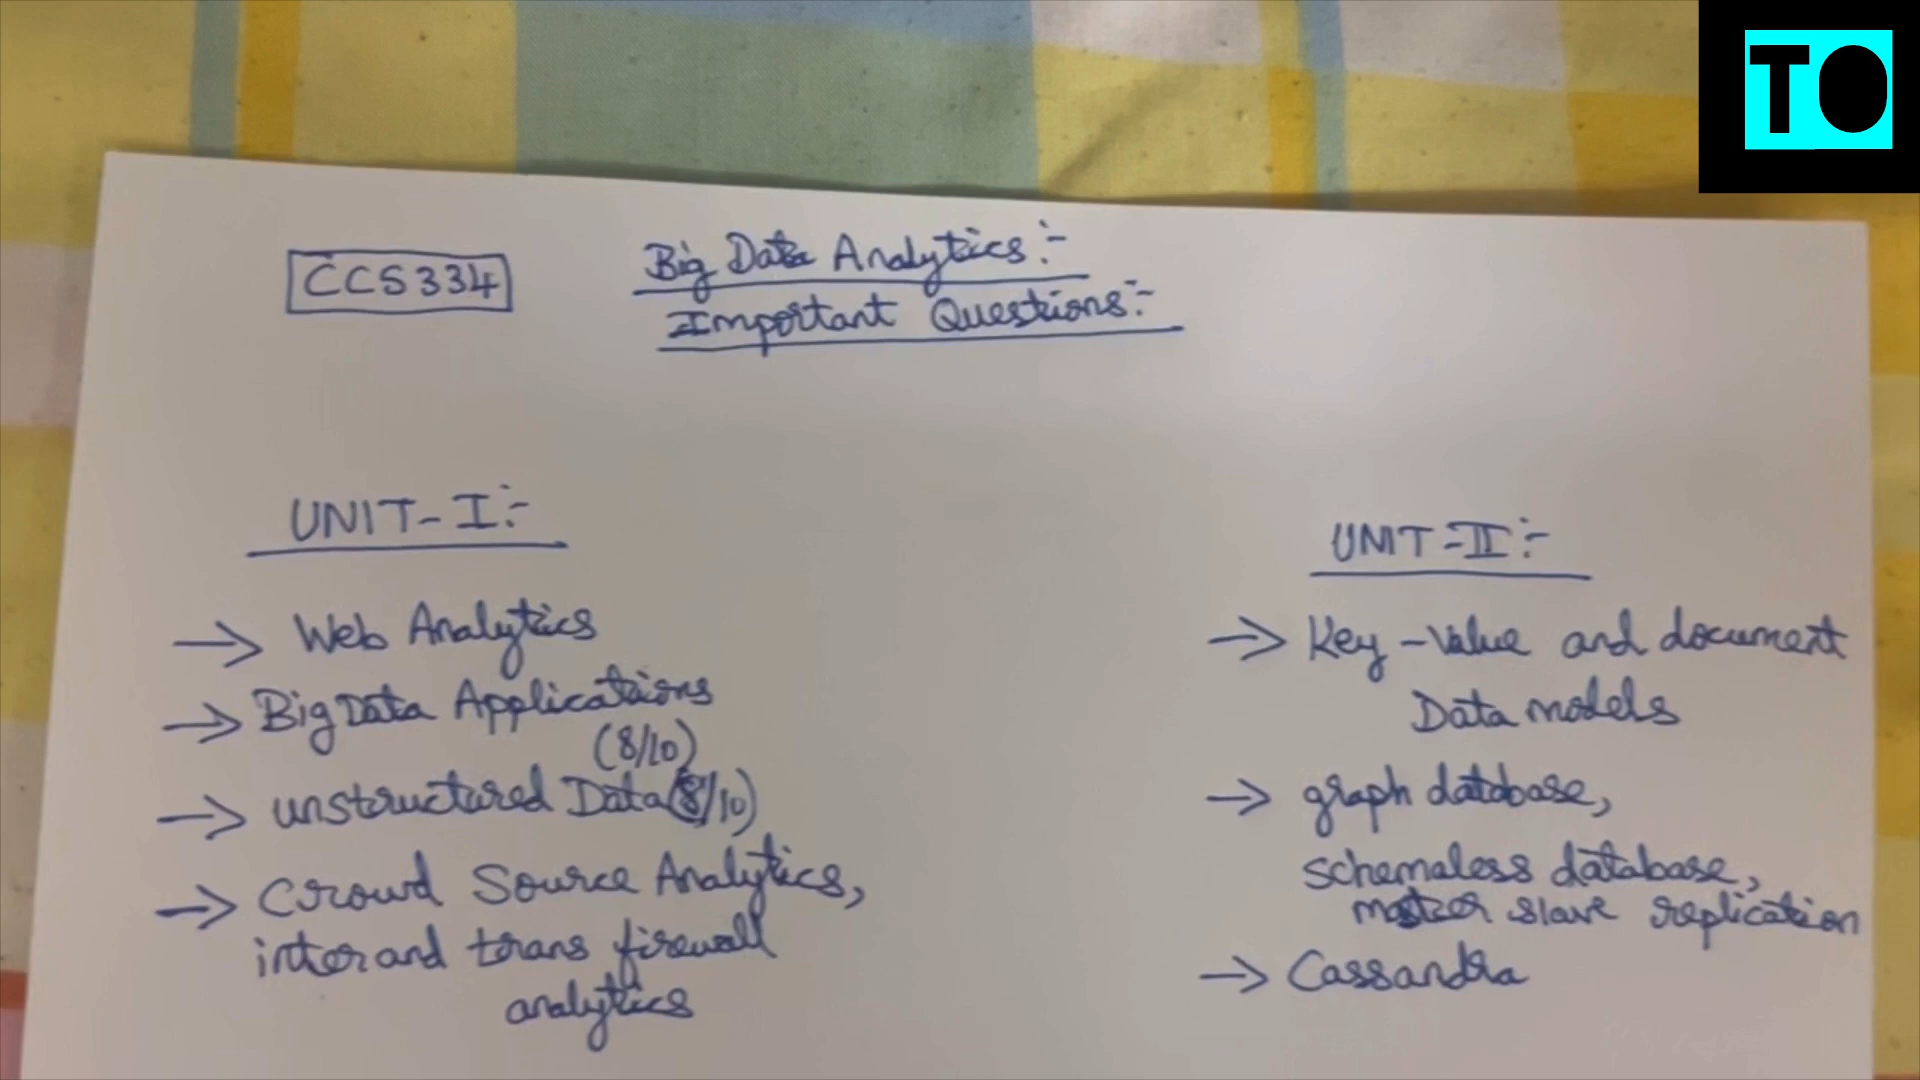 TO
CCS334
Big Data Analytics:-
Important Questions:-
UNIT-I:-
→ Web Analytics
→ Big Data Applications
(8/10)
→ unstructured Data (8/10)
→ Crowd Source Analytics,
inter and trans firewall
analytics
UNIT-II:-
→ Key-Value and document
Data models
→ graph database,
schemaless database,
master slave replication
→ Cassandra